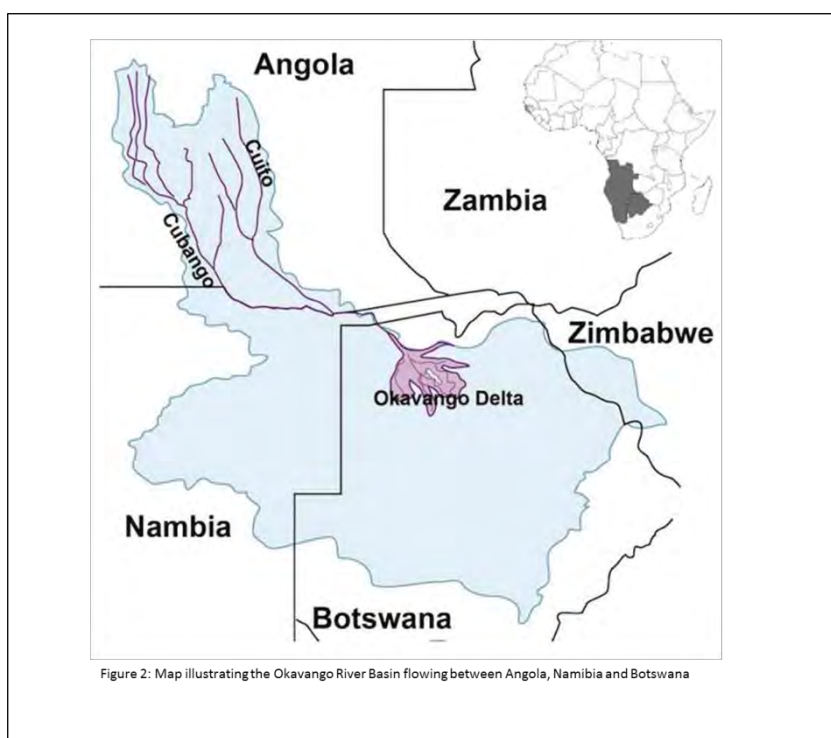 Angola
Cuito
Zambia
Cubango
Zimbabwe
Okavango Delta
Nambia
Botswana
Figure 2: Map illustrating the Okavango River Basin flowing between Angola, Namibia and Botswana